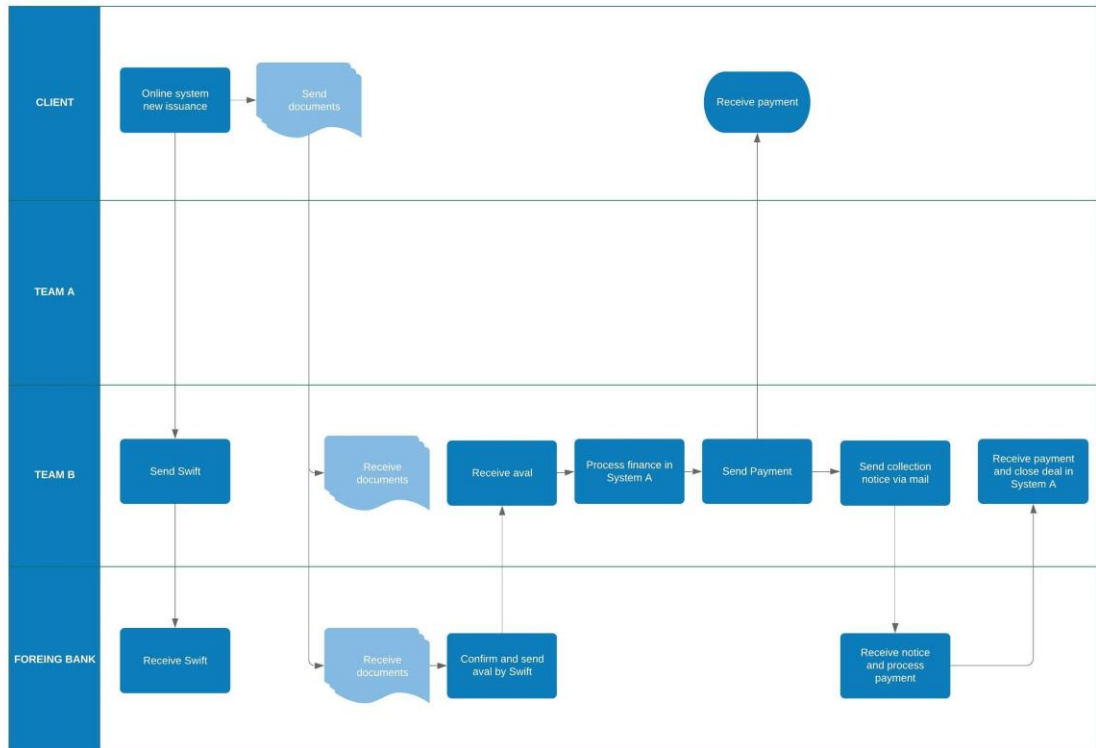 CLIENT
Online system
new issuance
Send
documents
Receive payment
TEAM A
TEAM B
Send Swift
Receive
documents
Receive aval
Process finance in
System A
Send Payment
Send collection
notice via mail
Receive payment
and close deal in
System A
FOREING BANK
Receive Swift
Receive
documents
Confirm and send
aval by Swift
Receive notice
and process
payment